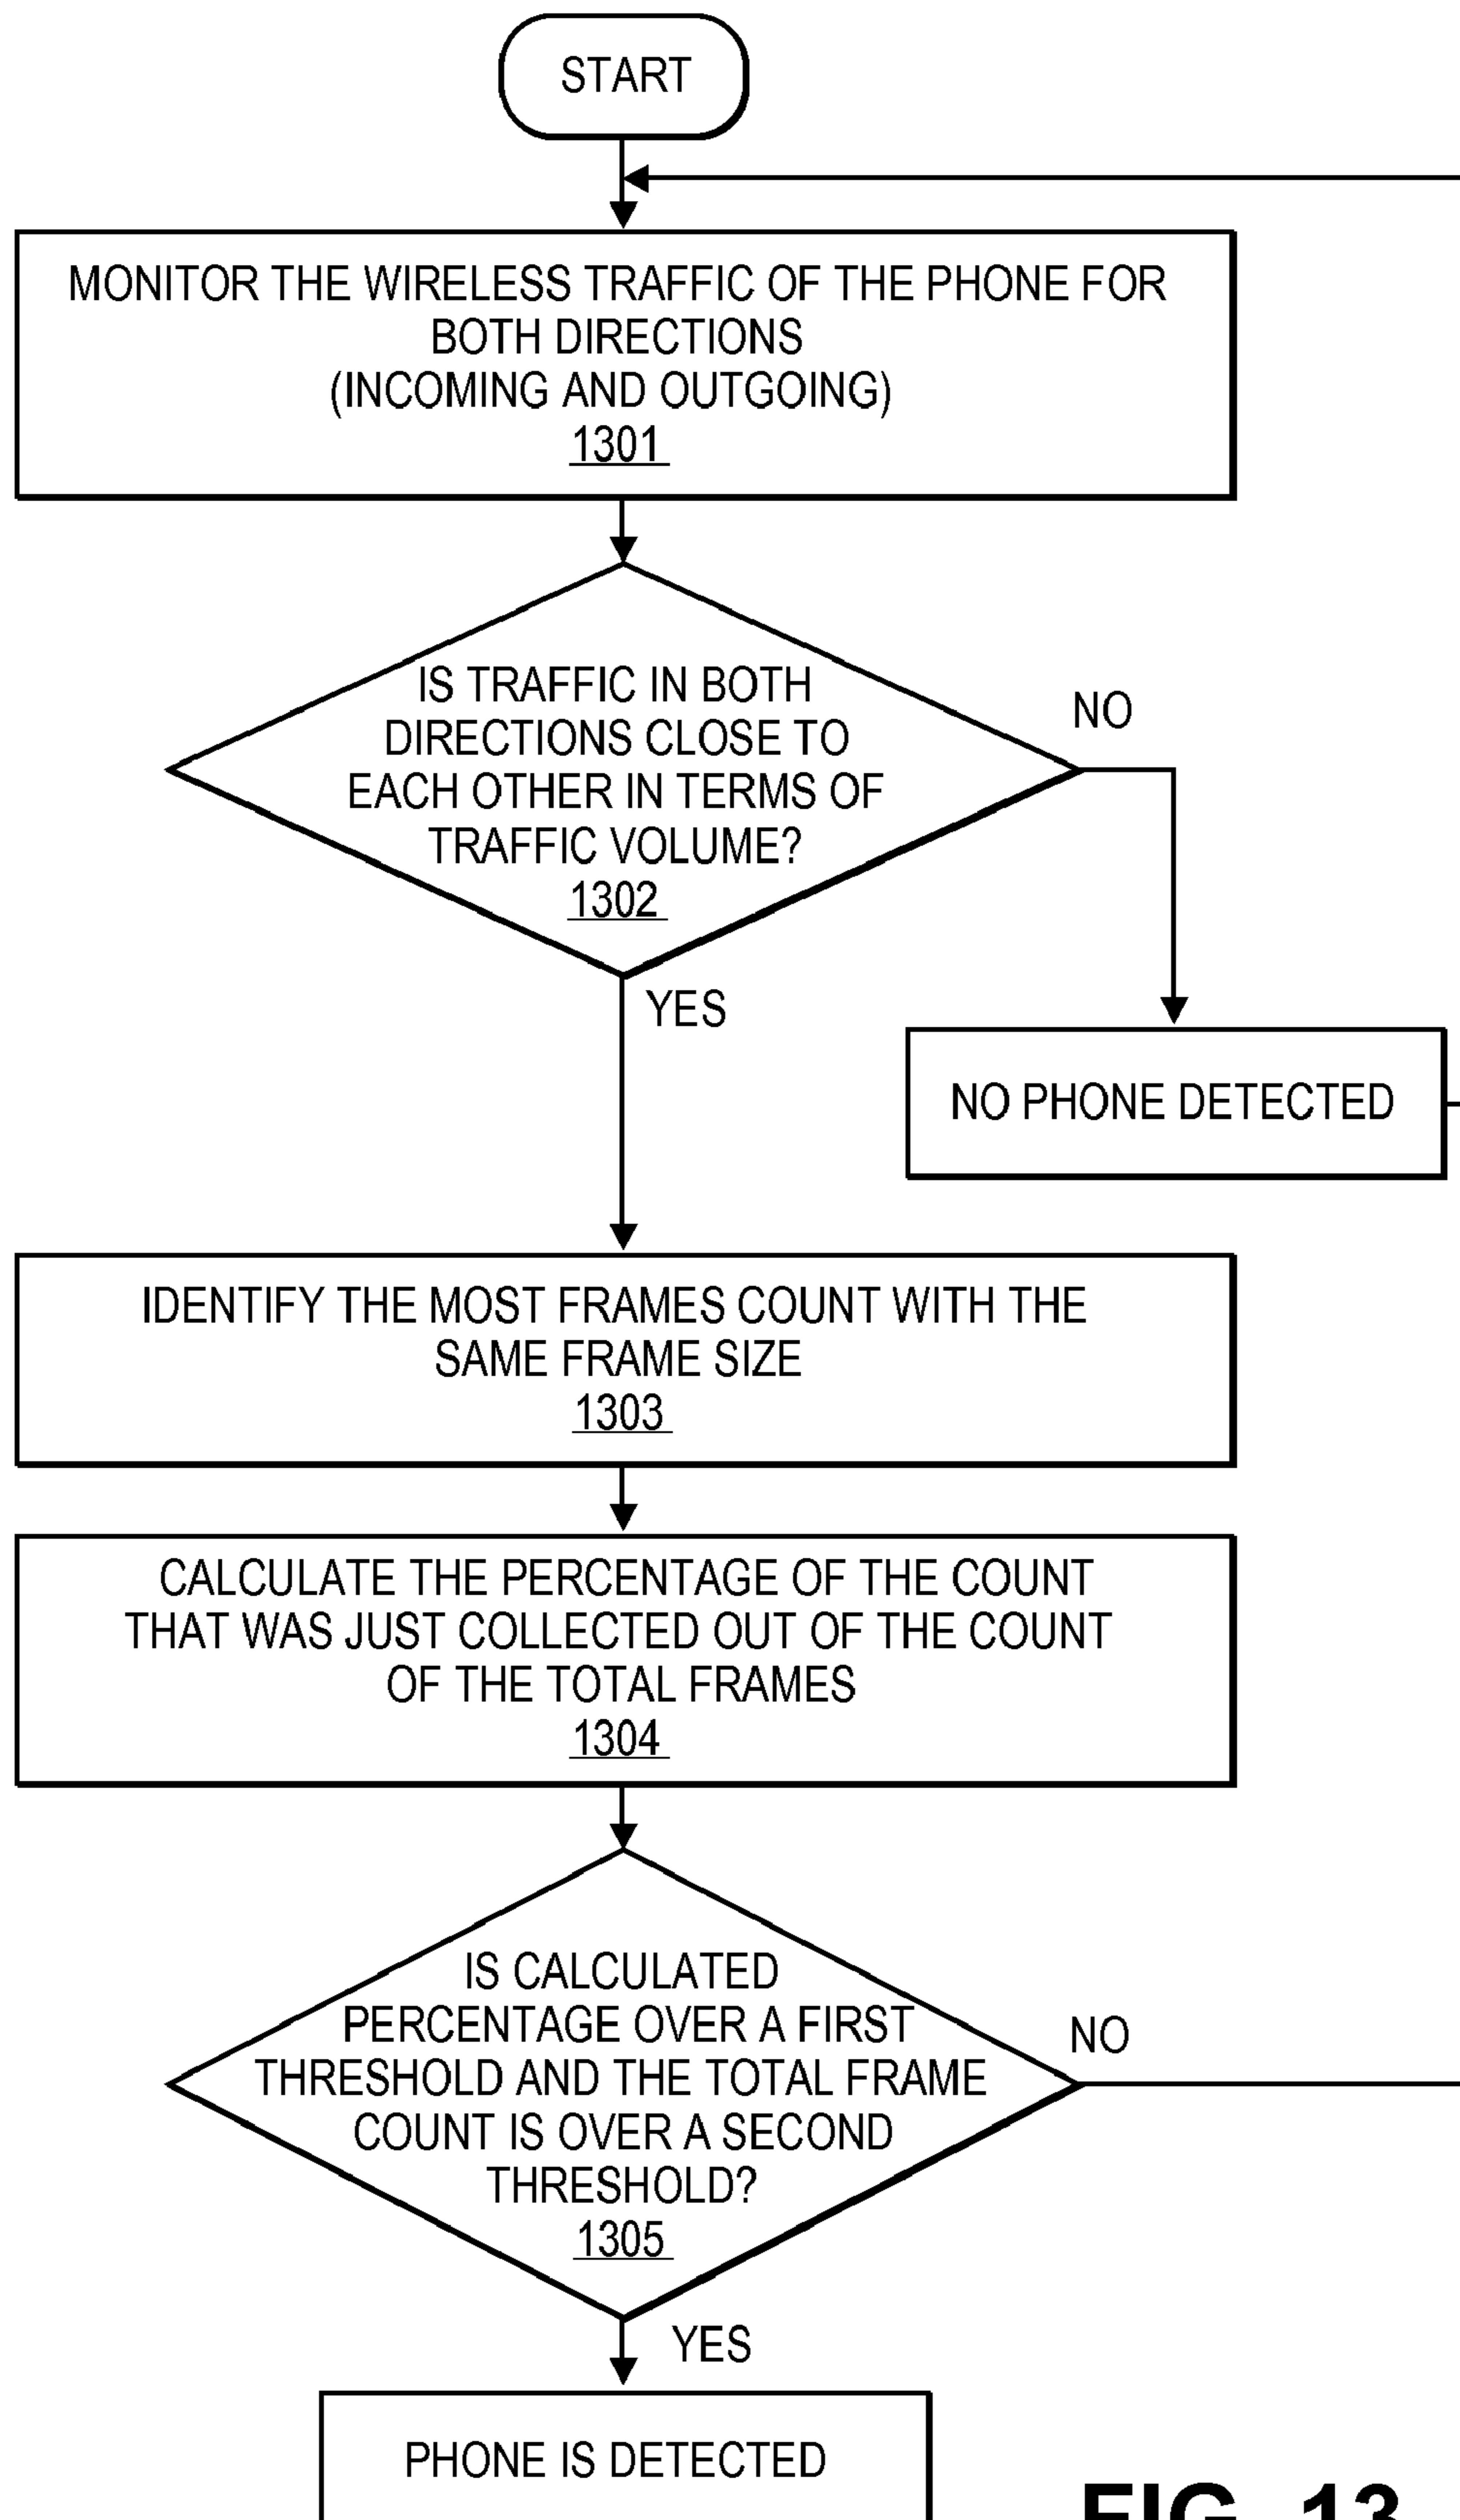 START
MONITOR THE WIRELESS TRAFFIC OF THE PHONE FOR
BOTH DIRECTIONS
(INCOMING AND OUTGOING)
1301
IS TRAFFIC IN BOTH
DIRECTIONS CLOSE TO
EACH OTHER IN TERMS OF
TRAFFIC VOLUME?
1302
NO
YES
NO PHONE DETECTED
IDENTIFY THE MOST FRAMES COUNT WITH THE
SAME FRAME SIZE
1303
CALCULATE THE PERCENTAGE OF THE COUNT
THAT WAS JUST COLLECTED OUT OF THE COUNT
OF THE TOTAL FRAMES
1304
IS CALCULATED
PERCENTAGE OVER A FIRST
THRESHOLD AND THE TOTAL FRAME
COUNT IS OVER A SECOND
THRESHOLD?
1305
NO
YES
PHONE IS DETECTED
FIG. 13